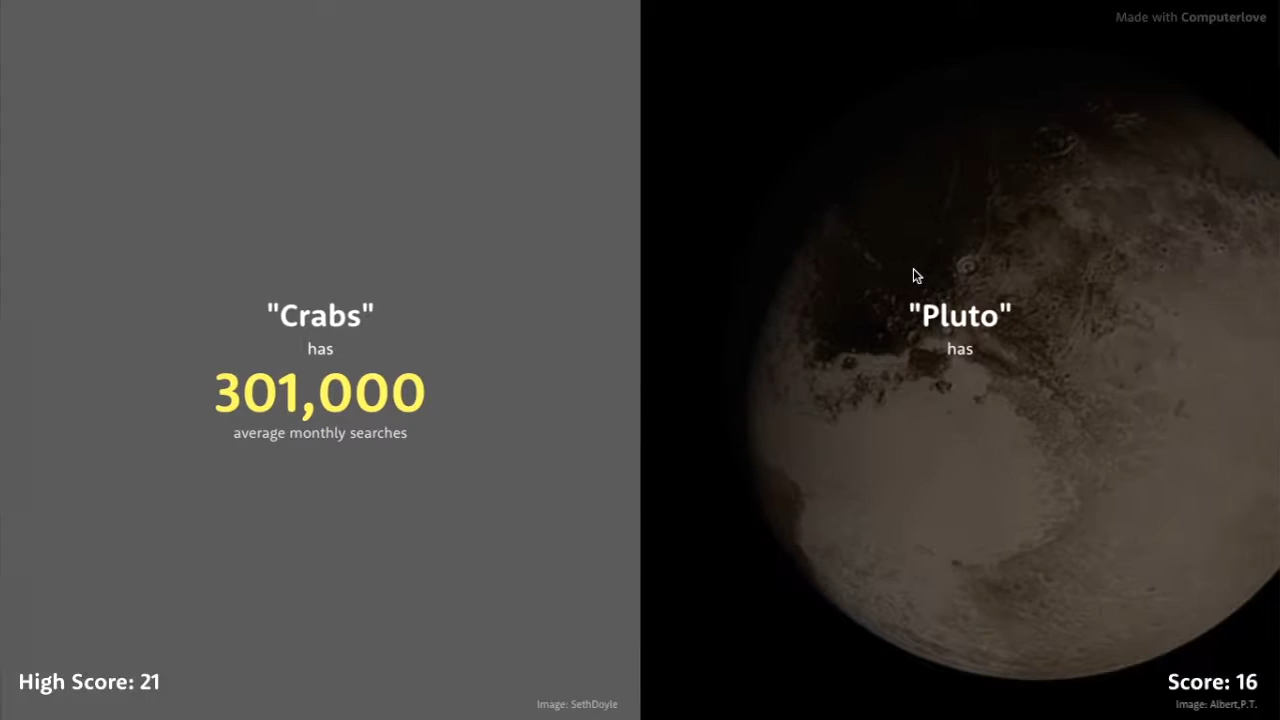 Made with Computerlove
"Crabs"
has
301,000
average monthly searches
"Pluto"
has
High Score: 21
Image: SethDoyle
Score: 16
Image: Albert,P.T.